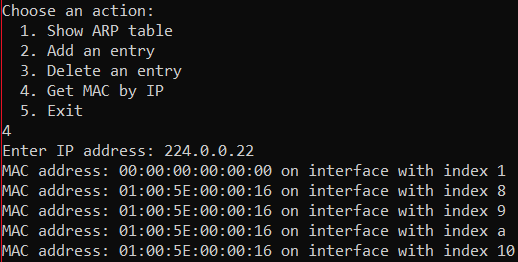 Choose an action:
1. Show ARP table
2. Add an entry
3. Delete an entry
4. Get MAC by IP
5. Exit
4
Enter IP address: 224.0.0.22
MAC address: 00:00:00:00:00:00 on interface with index 1
MAC address: 01:00:5E:00:00:16 on interface with index 8
MAC address: 01:00:5E:00:00:16 on interface with index 9
MAC address: 01:00:5E:00:00:16 on interface with index a
MAC address: 01:00:5E:00:00:16 on interface with index 10